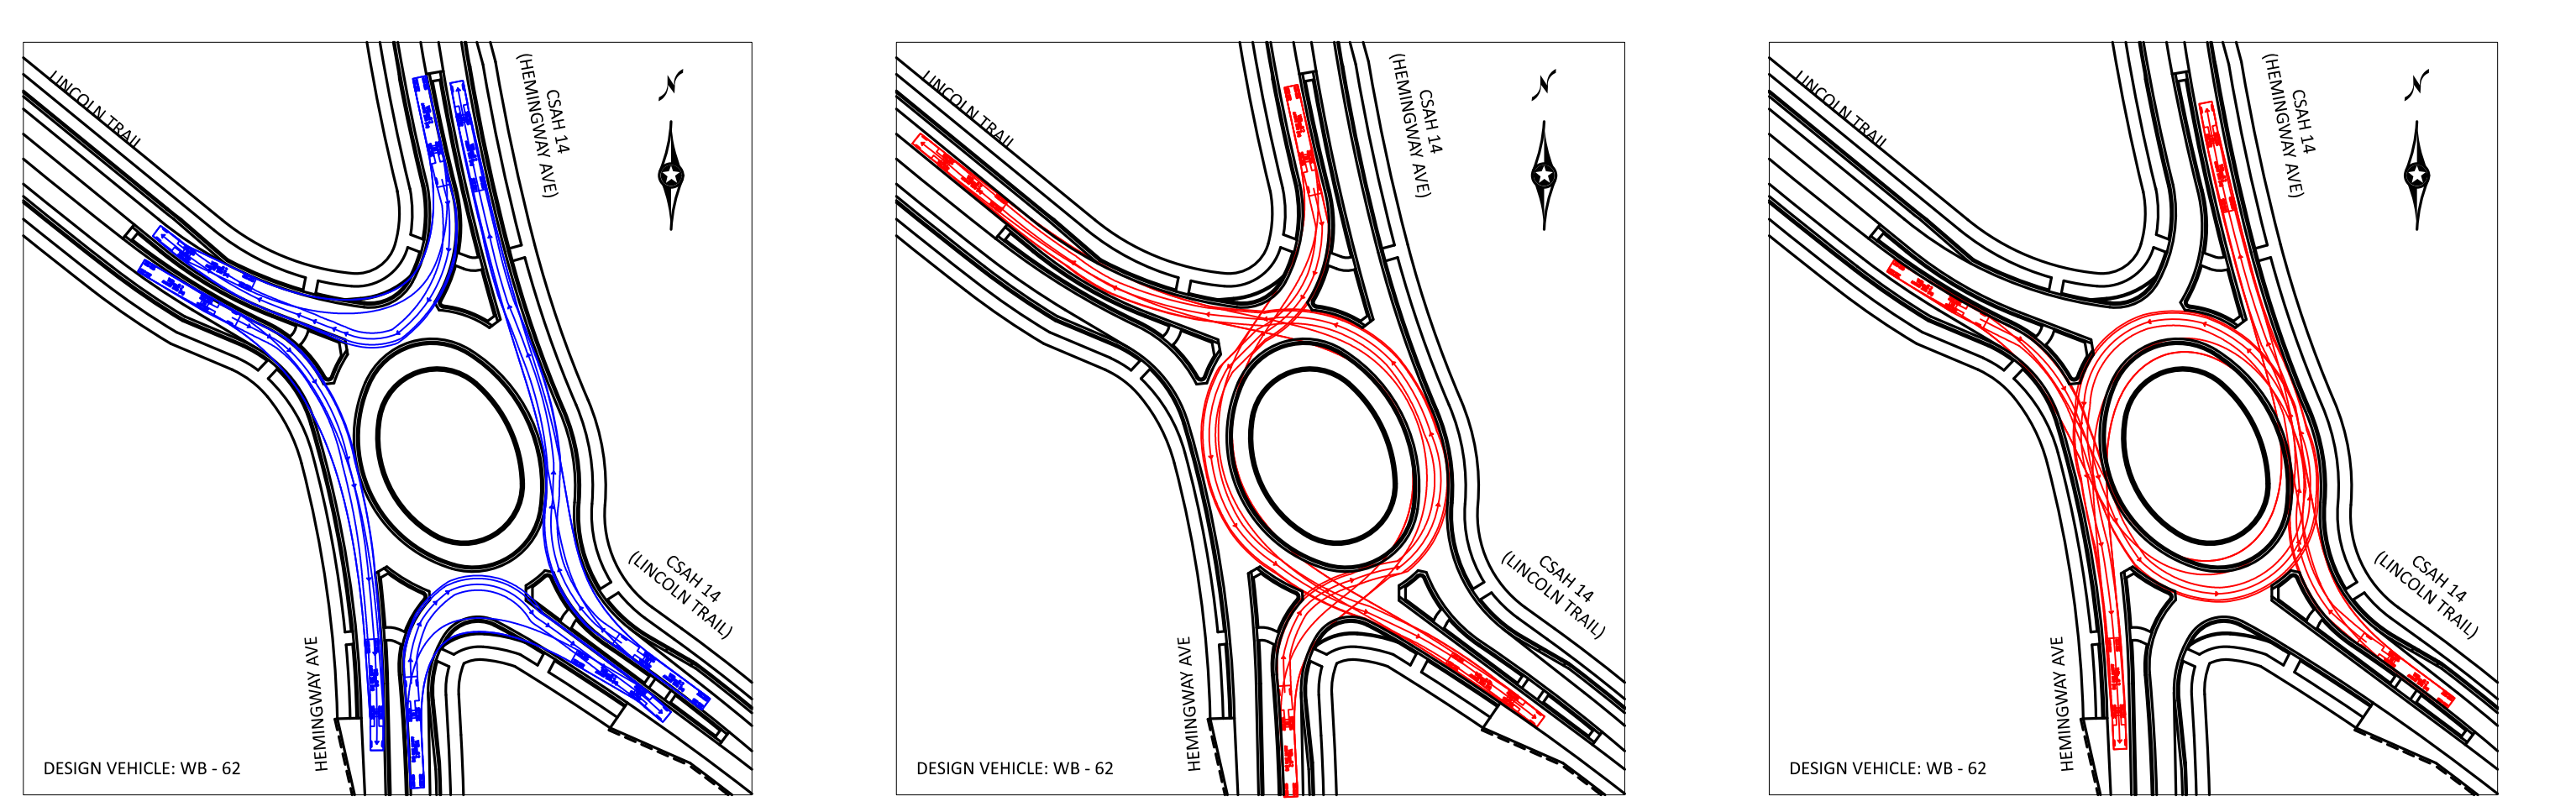 LINCOLN TRAIL
CSAH 14
(HEMINGWAY AVE)
N
CSAH 14
(LINCOLN TRAIL)
HEMINGWAY AVE
DESIGN VEHICLE: WB - 62
LINCOLN TRAIL
CSAH 14
(HEMINGWAY AVE)
N
CSAH 14
(LINCOLN TRAIL)
HEMINGWAY AVE
DESIGN VEHICLE: WB - 62
LINCOLN TRAIL
CSAH 14
(HEMINGWAY AVE)
N
CSAH 14
(LINCOLN TRAIL)
HEMINGWAY AVE
DESIGN VEHICLE: WB - 62